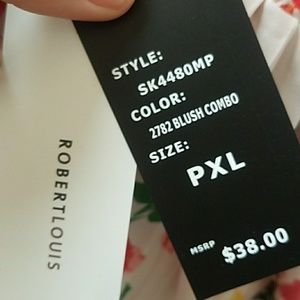 STYLE:
SK4480MP
COLOR:
2782 BLUSH COMBO
SIZE:
PXL
MSRP $38.00
ROBERTLOUIS